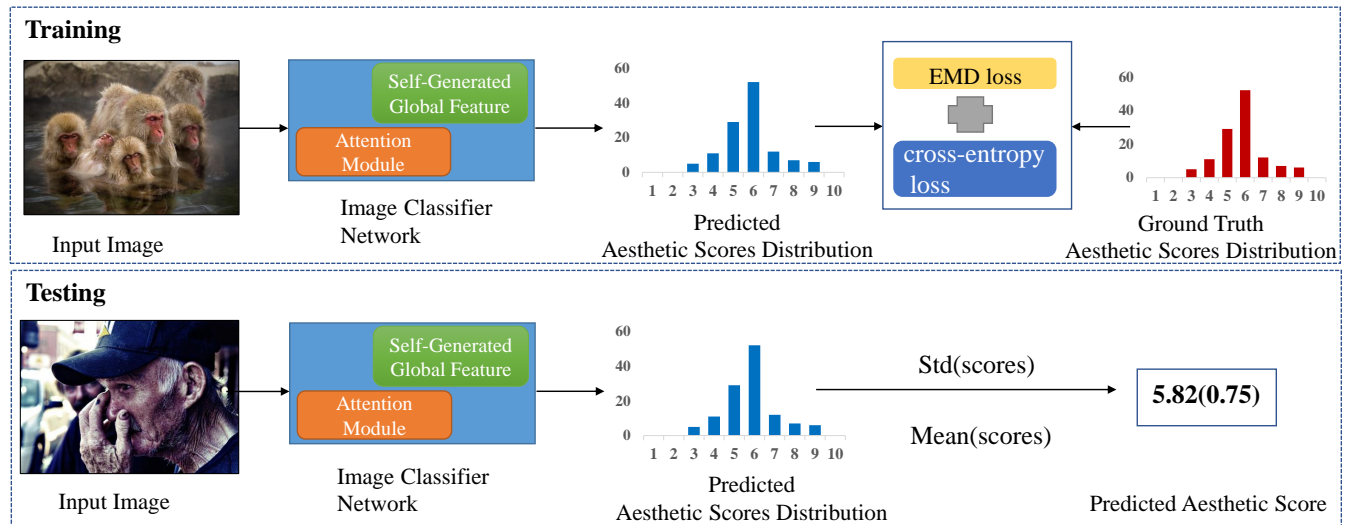 Training
Self-Generated
Global Feature
Attention
Module
Image Classifier
Network
Input Image
60
40
20
0
1 2 3 4 5 6 7 8 9 10
Predicted
Aesthetic Scores Distribution
EMD loss
cross-entropy
loss
60
40
20
0
1 2 3 4 5 6 7 8 9 10
Ground Truth
Aesthetic Scores Distribution
Testing
Self-Generated
Global Feature
Attention
Module
Image Classifier
Network
Input Image
60
40
20
0
1 2 3 4 5 6 7 8 9 10
Predicted
Aesthetic Scores Distribution
Std(scores)
Mean(scores)
5.82(0.75)
Predicted Aesthetic Score